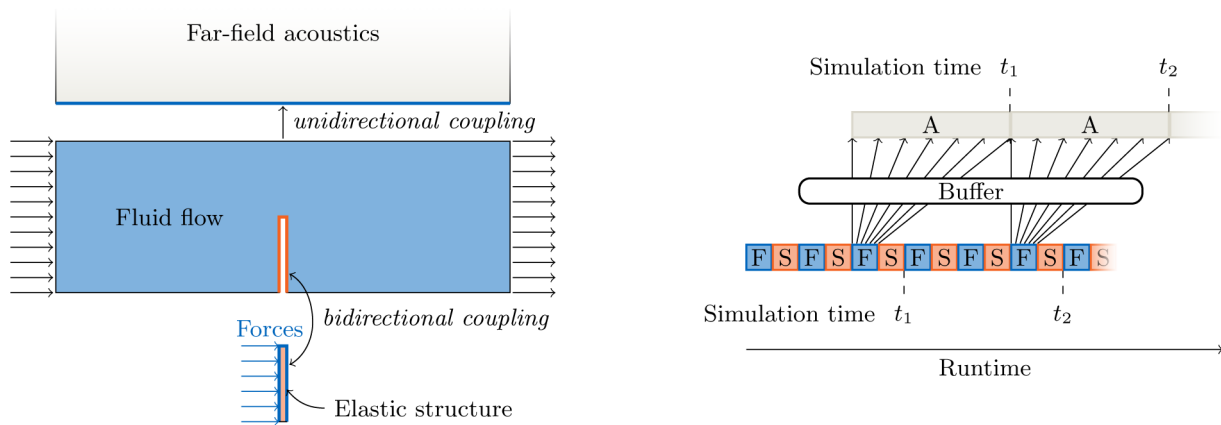 Far-field acoustics
unidirectional coupling
Fluid flow
bidirectional coupling
Forces
Elastic structure
Simulation time t₁ t₂
A A
Buffer
F S F S F S F S F S F S F S
Simulation time t₁ t₂
Runtime